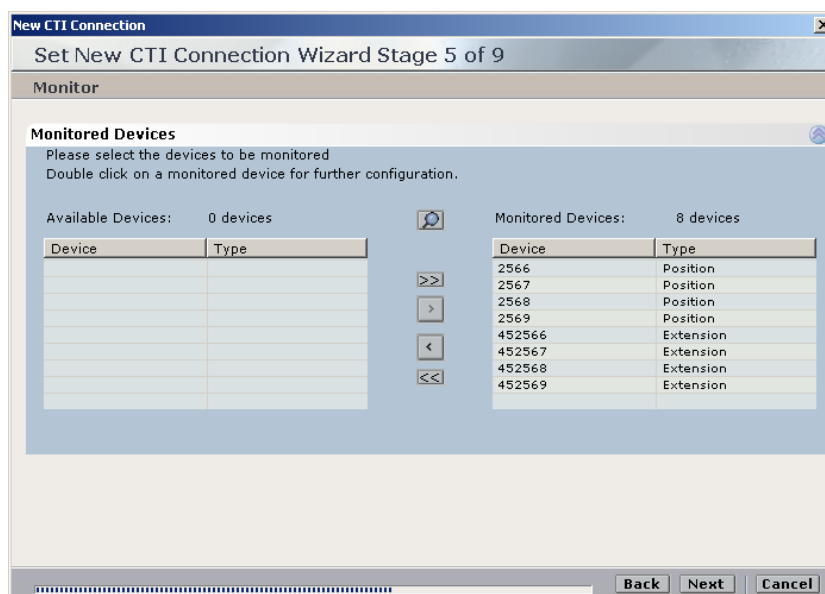 New CTI Connection
Set New CTI Connection Wizard Stage 5 of 9
Monitor
Monitored Devices
Please select the devices to be monitored
Double click on a monitored device for further configuration.
Available Devices: 0 devices
Monitored Devices: 8 devices
Device Type
Device Type
2566 Position
2567 Position
2568 Position
2569 Position
452566 Extension
452567 Extension
452568 Extension
452569 Extension
>>
>
<
<<
Back Next Cancel